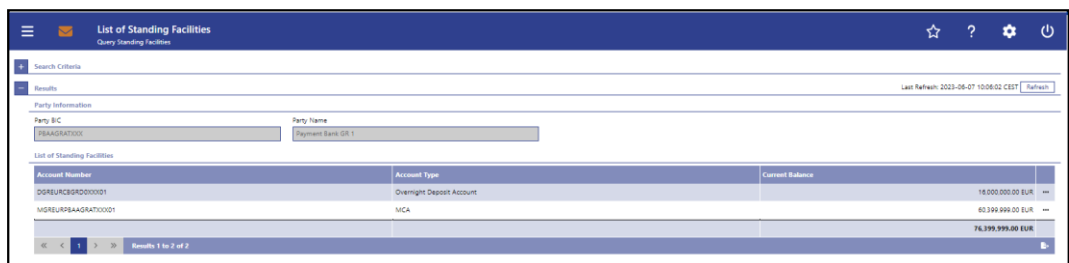 List of Standing Facilities
Query Standing Facilities
Search Criteria
Results
Last Refresh: 2023-06-07 10:06:02 CEST Refresh
Party Information
Party BIC Party Name
PBAAGRATXXX Payment Bank GR 1
List of Standing Facilities
Account Number Account Type Current Balance
DGREURCEGRD0XXX01 Overnight Deposit Account 16,000,000.00 EUR
MGREURPBAAGRATXXX01 MCA 60,399,999.00 EUR
76,399,999.00 EUR
1 Results 1 to 2 of 2